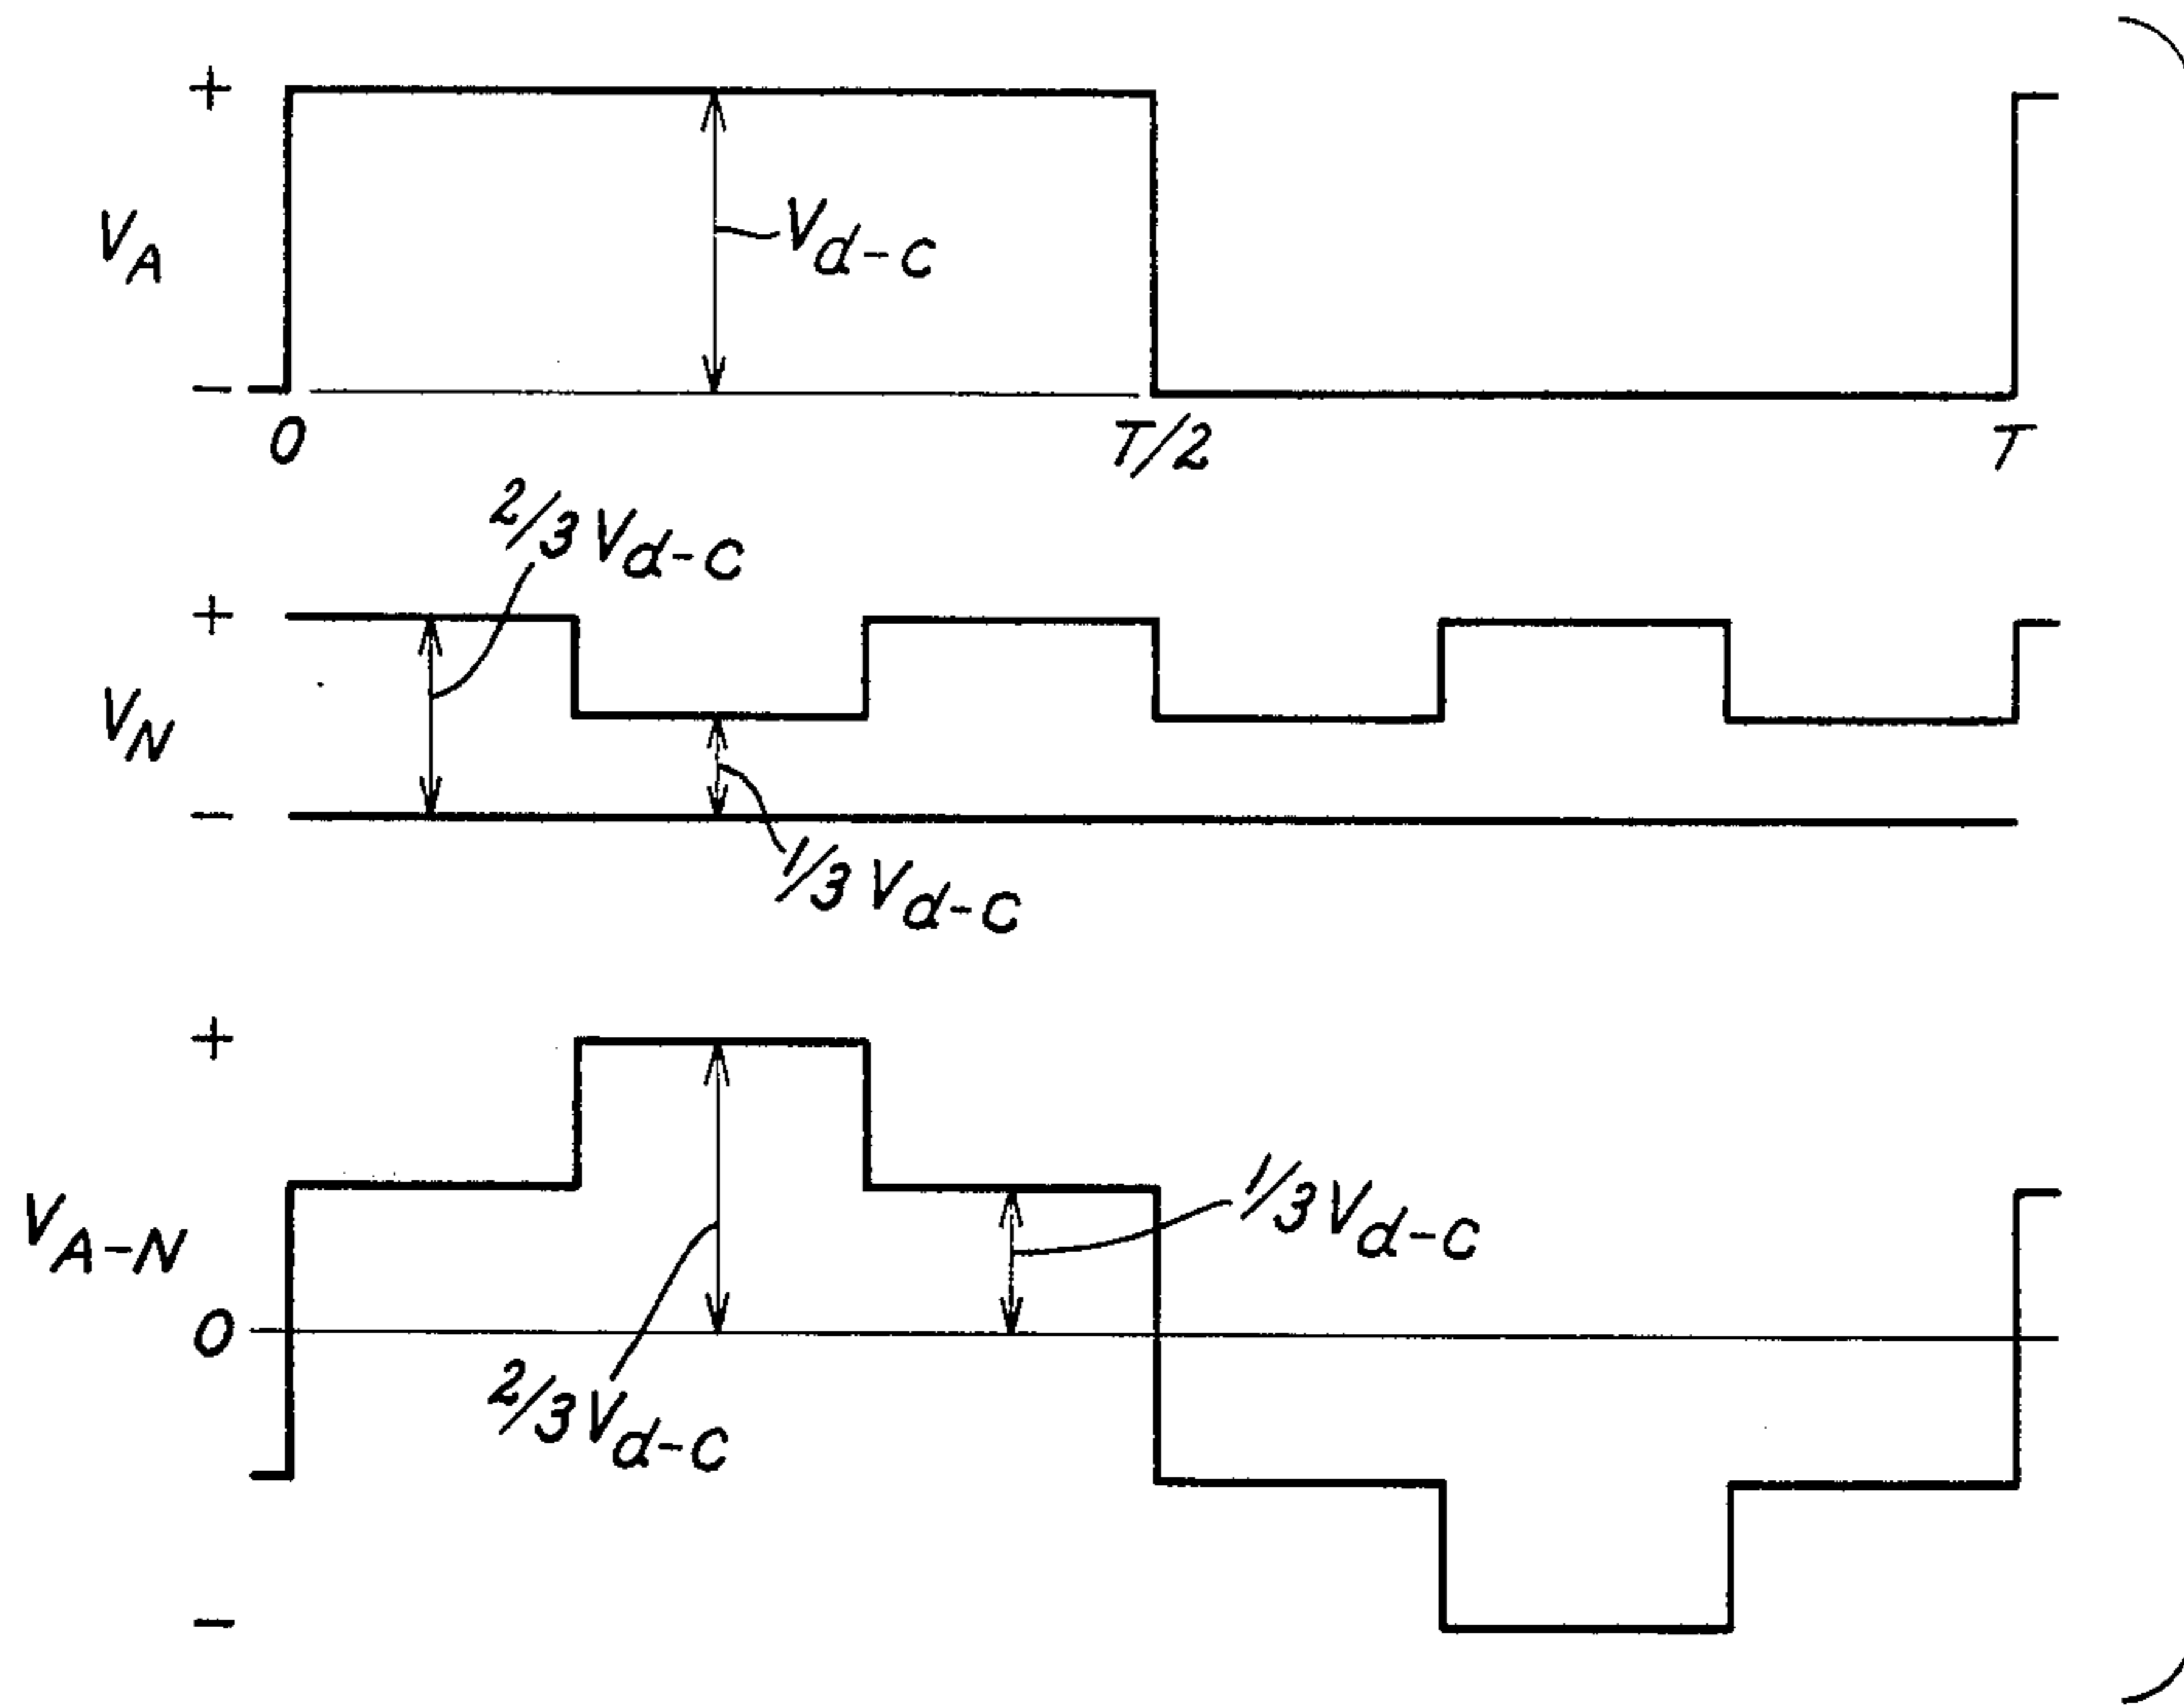 +
V_A
V_d-c
−
0
T/2
T
2/3 V_d-c
+
V_N
−
1/3 V_d-c
+
V_A-N
1/3 V_d-c
0
2/3 V_d-c
−